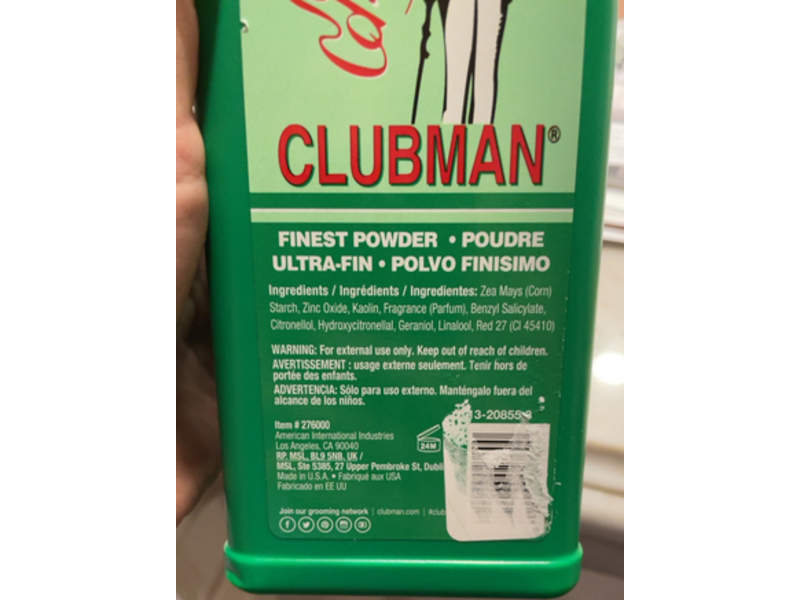 CLUBMAN®
FINEST POWDER • POUDRE
ULTRA-FIN • POLVO FINISIMO
Ingredients / Ingrédients / Ingredientes: Zea Mays (Corn)
Starch, Zinc Oxide, Kaolin, Fragrance (Parfum), Benzyl Salicylate,
Citronellol, Hydroxycitronellal, Geraniol, Linalool, Red 27 (CI 45410)
WARNING: For external use only. Keep out of reach of children.
AVERTISSEMENT : usage externe seulement. Tenir hors de
portée des enfants.
ADVERTENCIA: Sólo para uso externo. Manténgalo fuera del
alcance de los niños.
13-20855
Item # 276000
American International Industries
Los Angeles, CA 90040
RP, MSL, BL9 5NB, UK /
MSL, Ste 5385, 27 Upper Pembroke St, Dubli
Made in U.S.A. • Fabriqué aux USA
Fabricado en EE UU
24M
Join our grooming network | clubman.com | #club